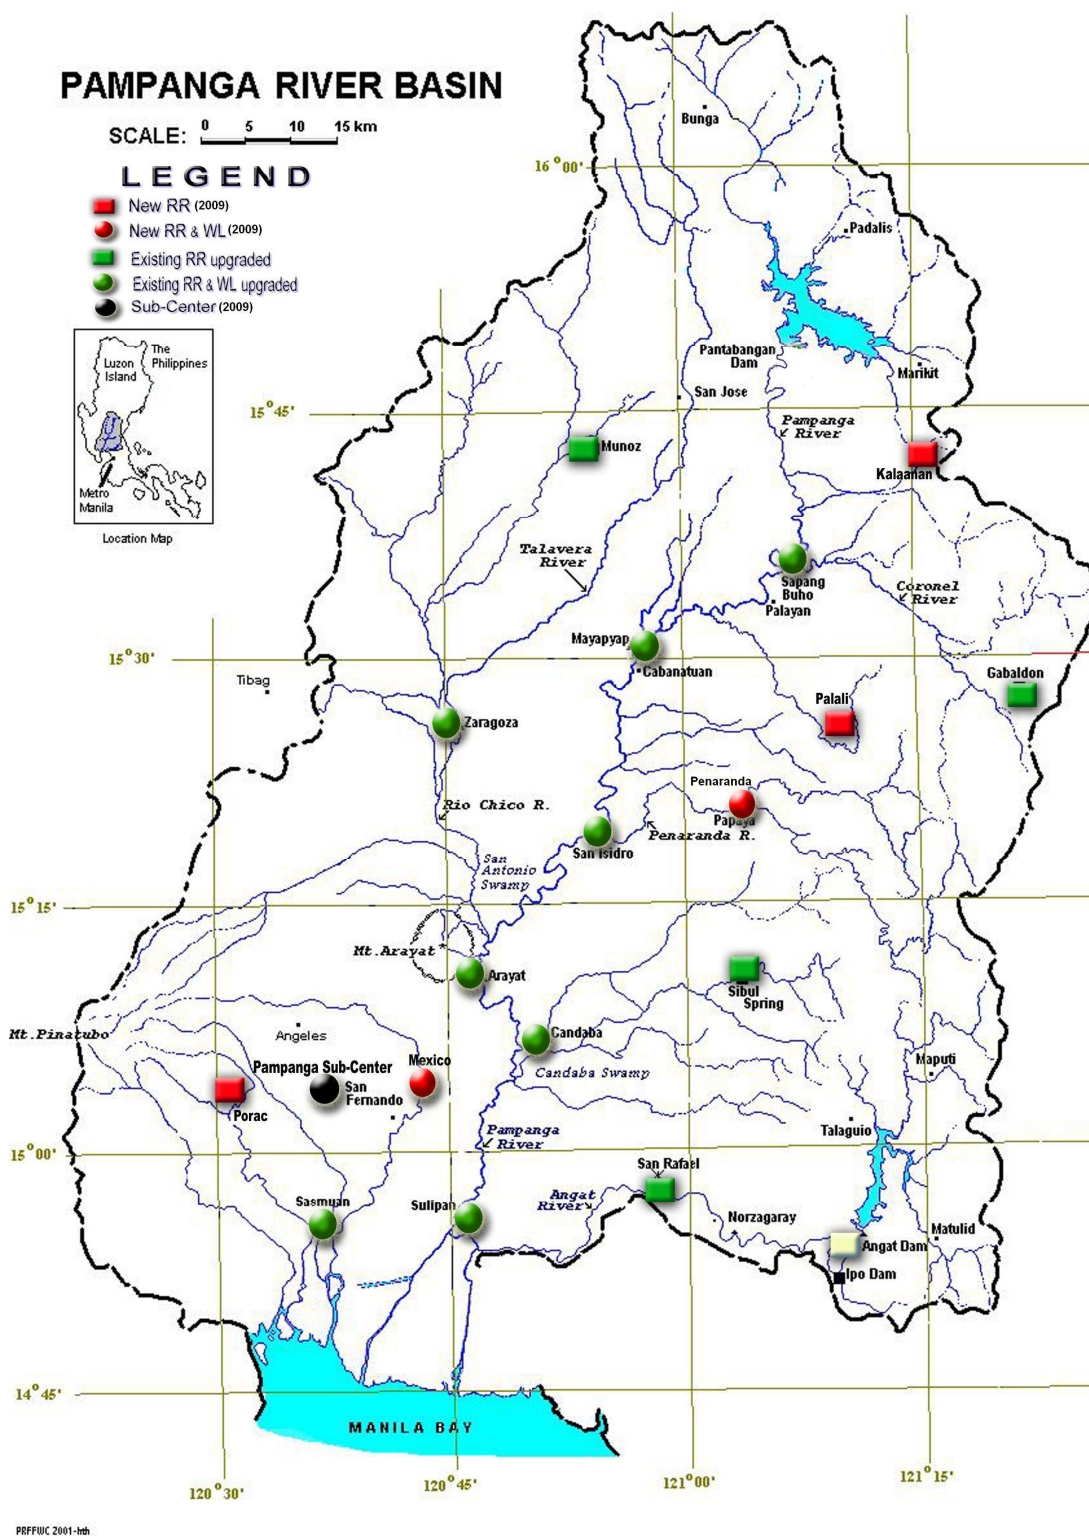 PAMPANGA RIVER BASIN
SCALE: 0 5 10 15 km
LEGEND
New RR (2009)
New RR & WL (2009)
Existing RR upgraded
Existing RR & WL upgraded
Sub-Center (2009)
The
Philippines
Luzon
Island
Metro
Manila
Location Map
Bunga
16°00'
Padalis
Pantabangan
Dam
Marikit
San Jose
15°45'
Pampanga
River
Munoz
Kalaanan
Talavera
River
Sapang
Buho
Coronel
River
Palayan
Mayapyap
15°30'
Cabanatuan
Gabaldon
Tibag
Palali
Zaragoza
Penaranda
Rio Chico R.
Papaya
Penaranda R.
San Isidro
San
Antonio
Swamp
15°15'
Mt.Arayat
Arayat
Sibul
Spring
Mt.Pinatubo
Angeles
Candaba
Pampanga Sub-Center
Mexico
Candaba Swamp
Maputi
San
Fernando
Porac
Talaguio
Pampanga
River
15°00'
San Rafael
Sasmuan
Sulipan
Angat
River
Norzagaray
Matulid
Angat Dam
Ipo Dam
14°45'
MANILA BAY
120°30'
120°45'
121°00'
121°15'
PRFFWC 2001-hth